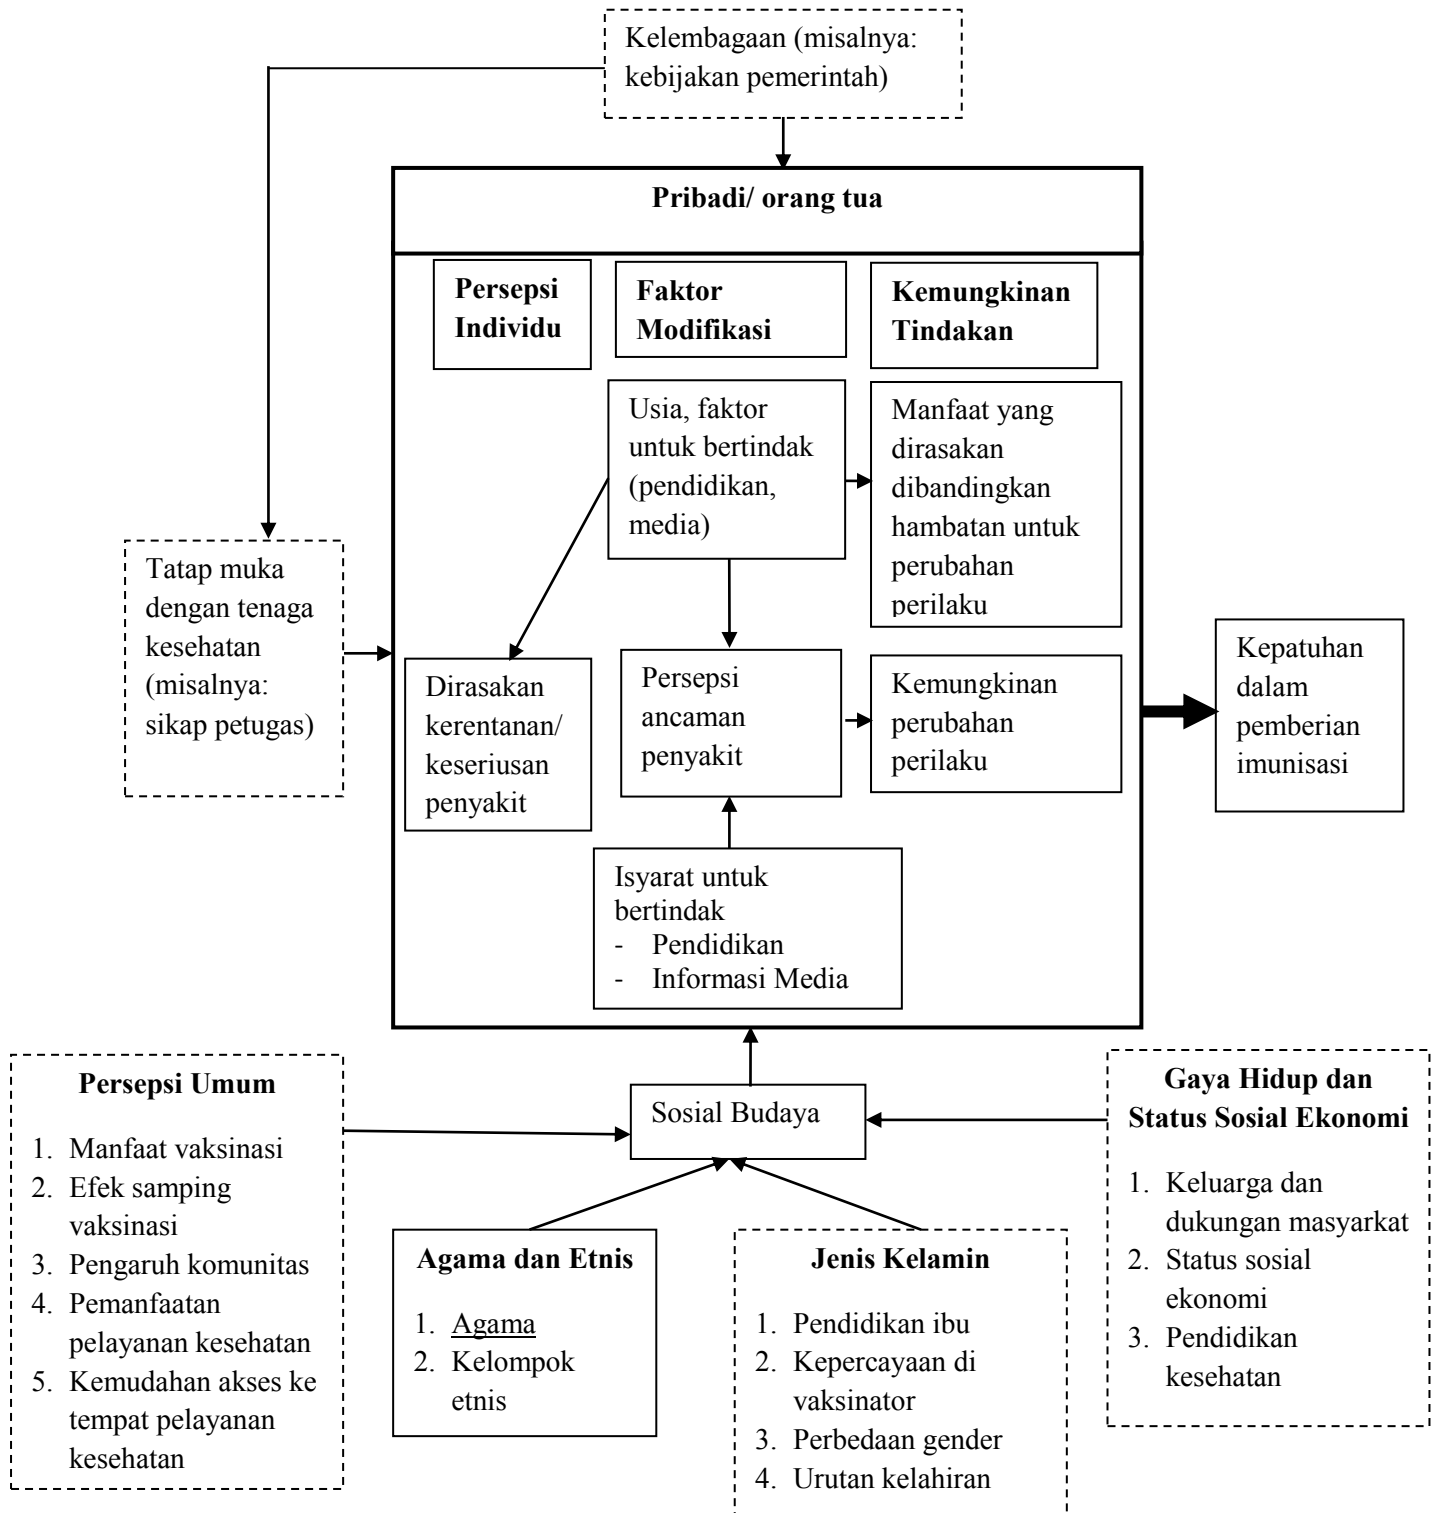 Kelembagaan (misalnya:
kebijakan pemerintah)
Pribadi/ orang tua
Persepsi
Individu
Faktor
Modifikasi
Kemungkinan
Tindakan
Usia, faktor
untuk bertindak
(pendidikan,
media)
Manfaat yang
dirasakan
dibandingkan
hambatan untuk
perubahan
perilaku
Tatap muka
dengan tenaga
kesehatan
(misalnya:
sikap petugas)
Dirasakan
kerentanan/
keseriusan
penyakit
Persepsi
ancaman
penyakit
Kemungkinan
perubahan
perilaku
Kepatuhan
dalam
pemberian
imunisasi
Isyarat untuk
bertindak
- Pendidikan
- Informasi Media
Sosial Budaya
Persepsi Umum
1. Manfaat vaksinasi
2. Efek samping
vaksinasi
3. Pengaruh komunitas
4. Pemanfaatan
pelayanan kesehatan
5. Kemudahan akses ke
tempat pelayanan
kesehatan
Agama dan Etnis
1. Agama
2. Kelompok
etnis
Jenis Kelamin
1. Pendidikan ibu
2. Kepercayaan di
vaksinator
3. Perbedaan gender
4. Urutan kelahiran
Gaya Hidup dan
Status Sosial Ekonomi
1. Keluarga dan
dukungan masyarkat
2. Status sosial
ekonomi
3. Pendidikan
kesehatan